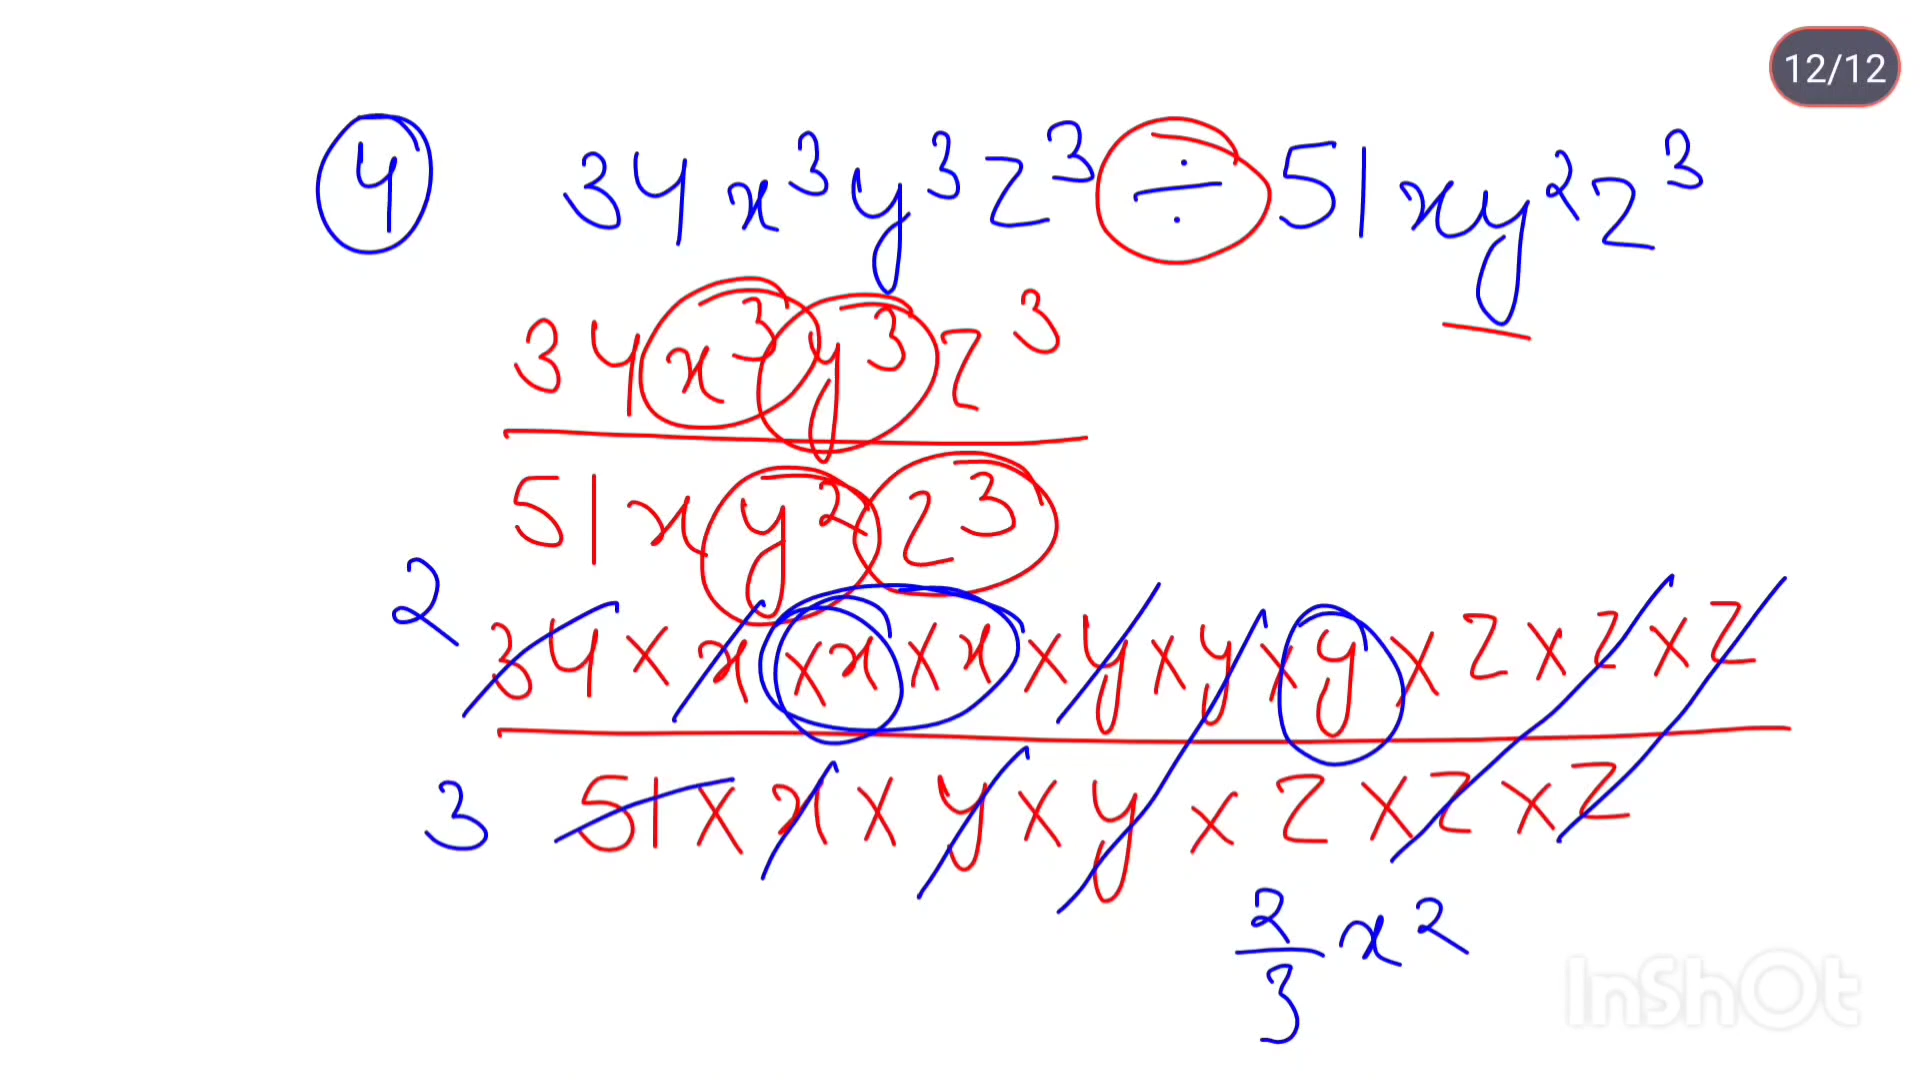 12/12
4 34x³y³z³ ÷ 51xy²z³
34x³y³z³
51xy²z³
2 34 × x × x × x × y × y × y × z × z × z
3 51 × x × y × y × z × z × z
2/3 x²
InShOt